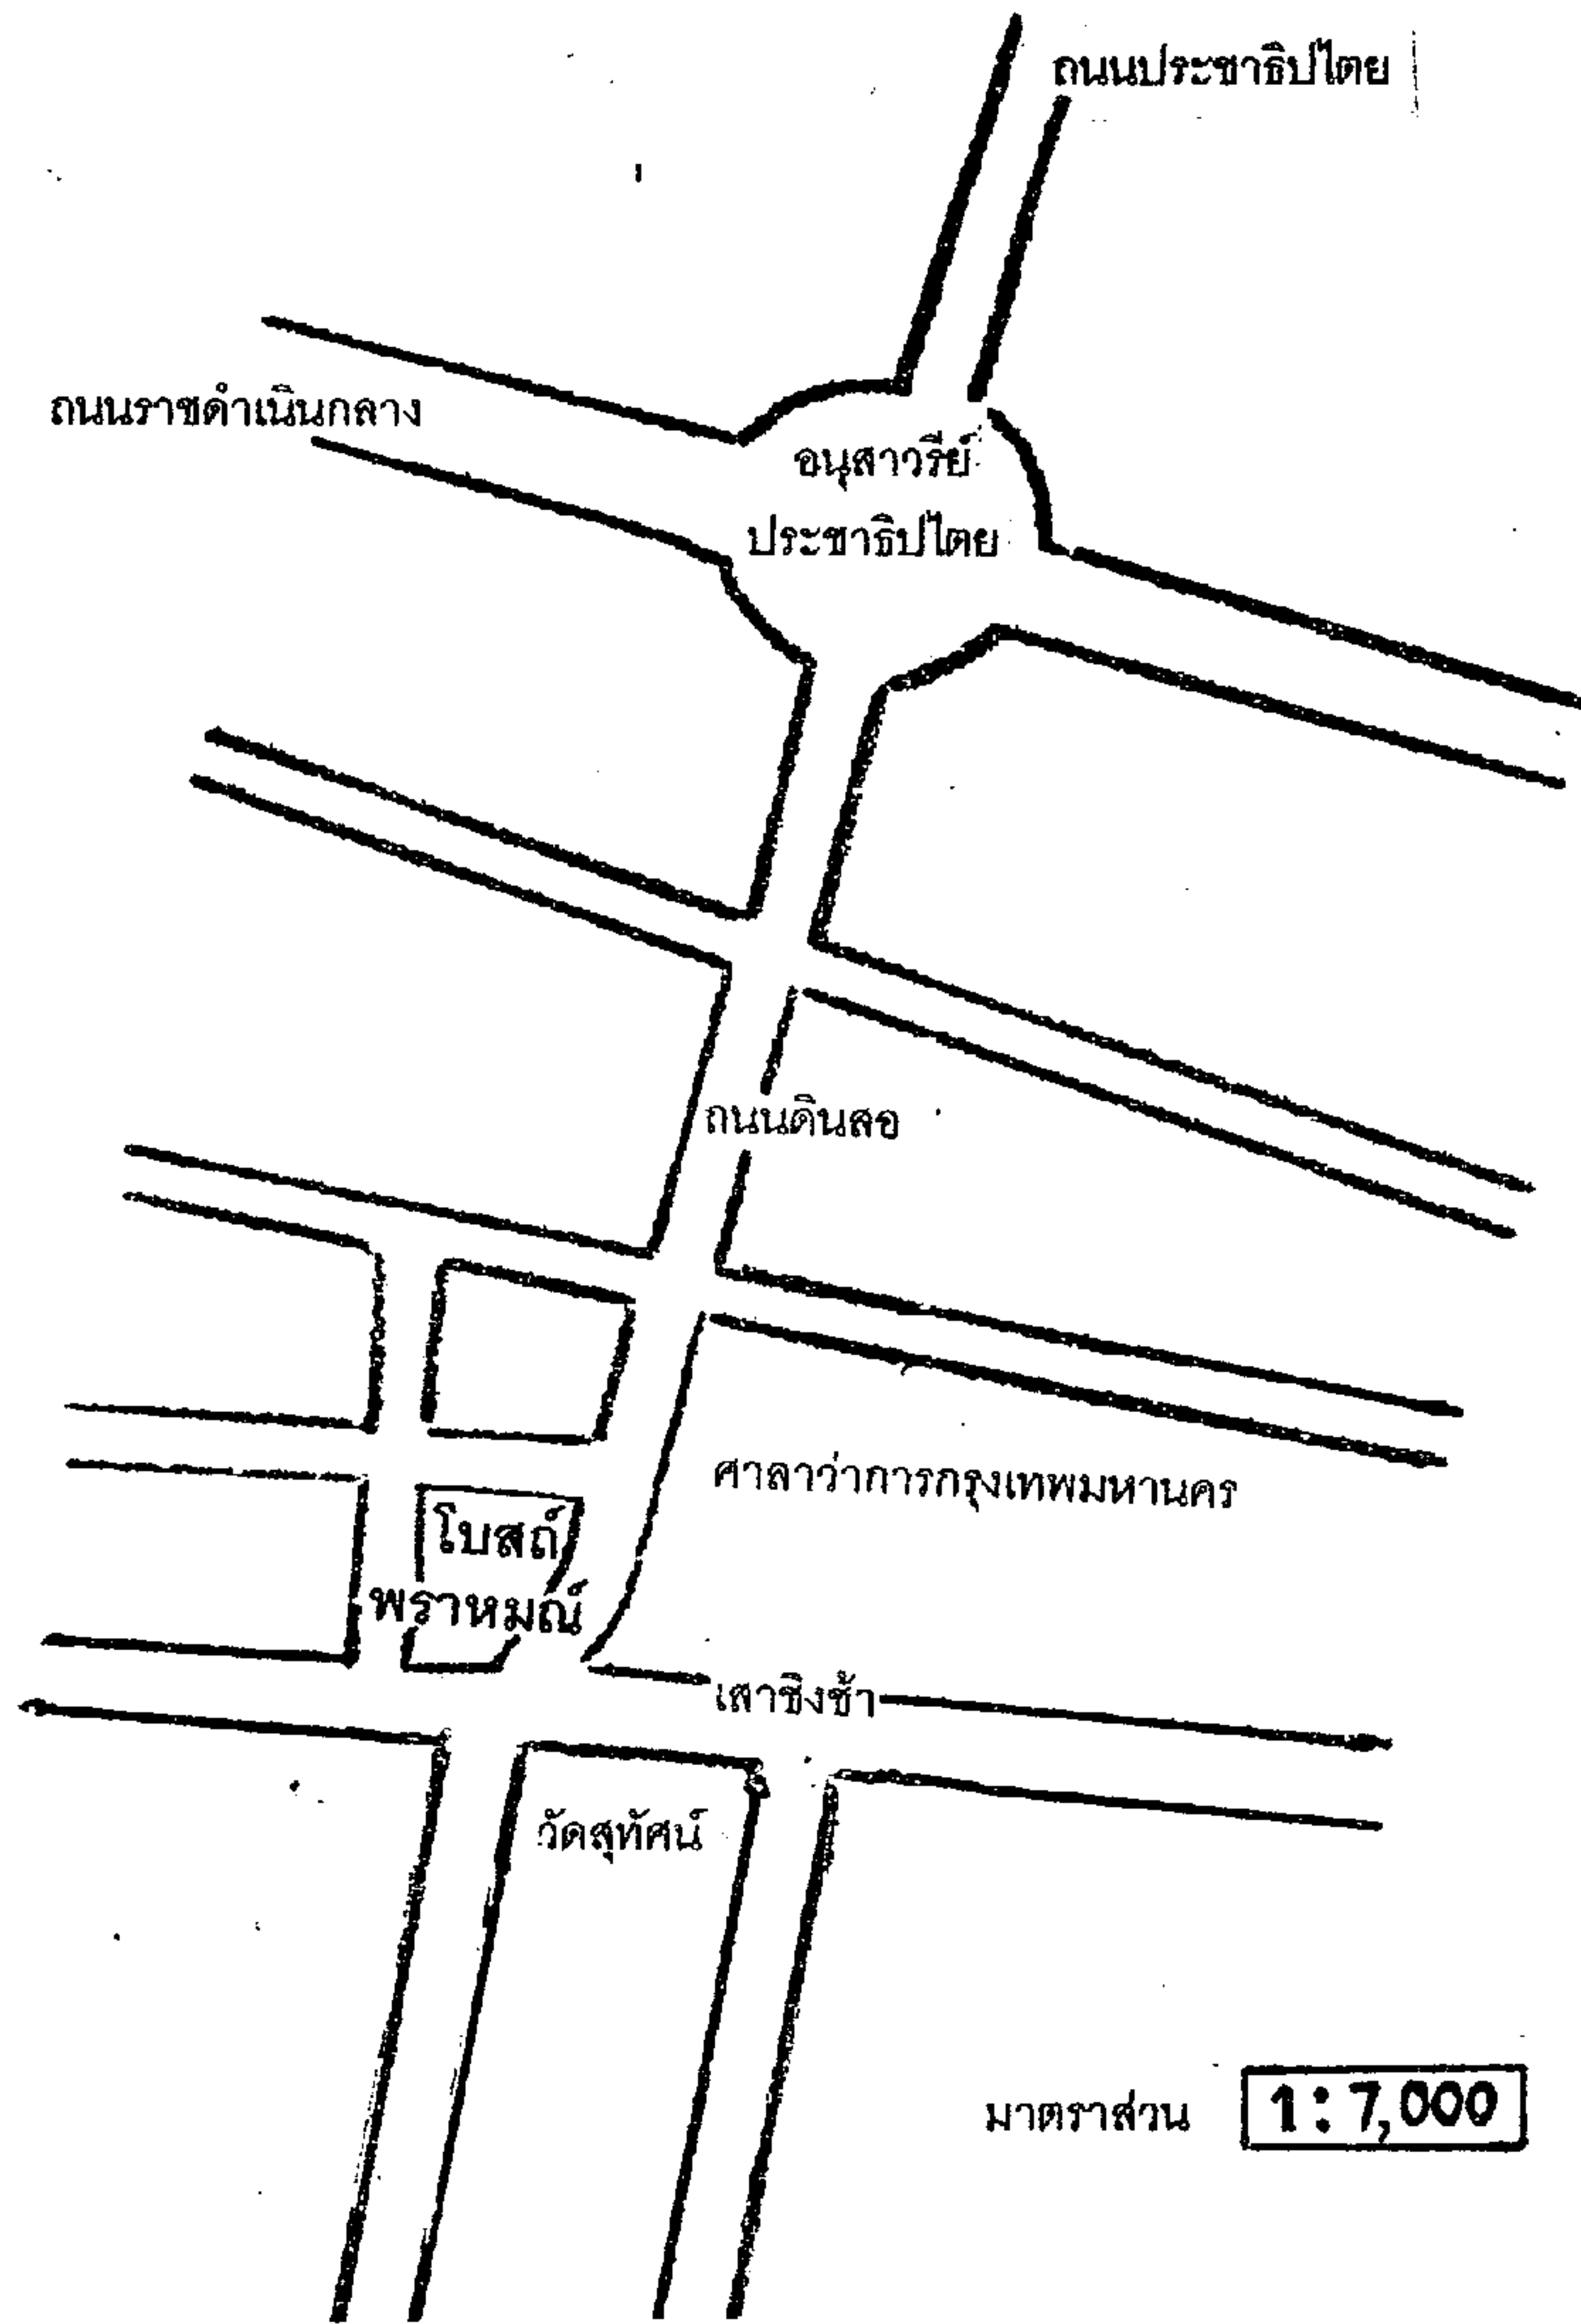 ถนนประชาธิปไตย
ถนนราชดำเนินกลาง
อนุสาวรีย์
ประชาธิปไตย
ถนนดินสอ
ศาลาว่าการกรุงเทพมหานคร
โบสถ์
พราหมณ์
เสาชิงช้า
วัดสุทัศน์
มาตราส่วน 1:7,000